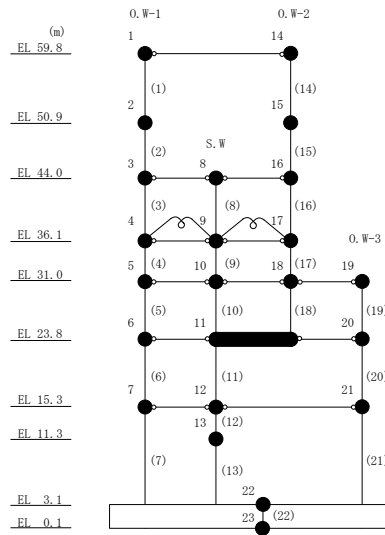 O.W-1 O.W-2
(m)
EL 59.8 1 14
(1) (14)
EL 50.9 2 15
(2) (15)
S.W
EL 44.0 3 8 16
(3) (8) (16)
EL 36.1 4 9 17
O.W-3
(4) (9) (17)
EL 31.0 5 10 18 19
(5) (10) (18) (19)
EL 23.8 6 11 20
(6) (11) (20)
EL 15.3 7 12 21
(12)
EL 11.3 13
(7) (13) (21)
EL 3.1 22
(22)
EL 0.1 23